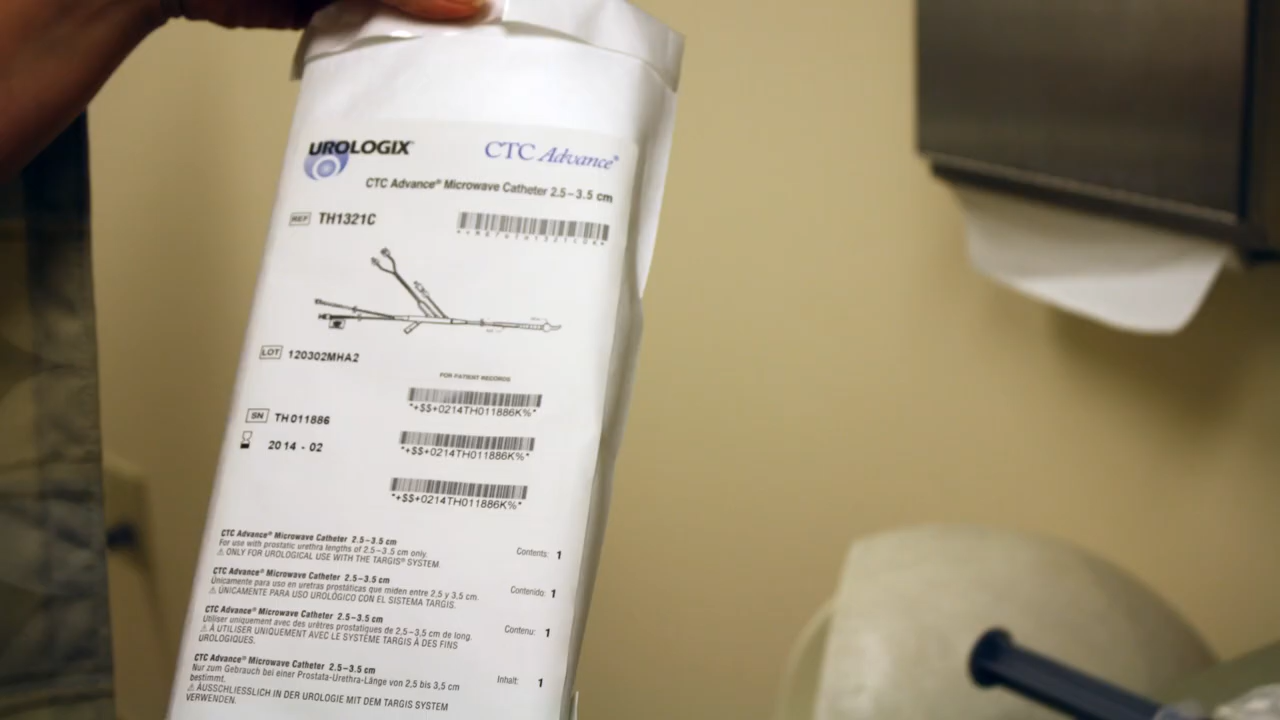 UROLOGIX
CTC Advance®
CTC Advance® Microwave Catheter 2.5–3.5 cm
REF TH1321C
LOT 120302MHA2
FOR PATIENT RECORDS
*+$$+0214TH011886K%*
SN TH011886
*+$$+0214TH011886K%*
2014-02
*+$$+0214TH011886K%*
CTC Advance® Microwave Catheter 2.5–3.5 cm
For use with prostatic urethra lengths of 2.5–3.5 cm only.
⚠ ONLY FOR UROLOGICAL USE WITH THE TARGIS® SYSTEM
Contents: 1
CTC Advance® Microwave Catheter 2.5–3.5 cm
Únicamente para uso en uretras prostáticas que miden entre 2,5 y 3,5 cm.
⚠ ÚNICAMENTE PARA USO UROLÓGICO CON EL SISTEMA TARGIS.
Contenido: 1
CTC Advance® Microwave Catheter 2.5–3.5 cm
Utiliser uniquement avec des urètres prostatiques de 2,5–3,5 cm de long.
⚠ À UTILISER UNIQUEMENT AVEC LE SYSTÈME TARGIS À DES FINS
UROLOGIQUES.
Contenu: 1
CTC Advance® Microwave Catheter 2.5–3.5 cm
Nur zum Gebrauch bei einer Prostata-Urethra-Länge von 2,5 bis 3,5 cm
bestimmt.
⚠ AUSSCHLIESSLICH IN DER UROLOGIE MIT DEM TARGIS SYSTEM
VERWENDEN.
Inhalt: 1